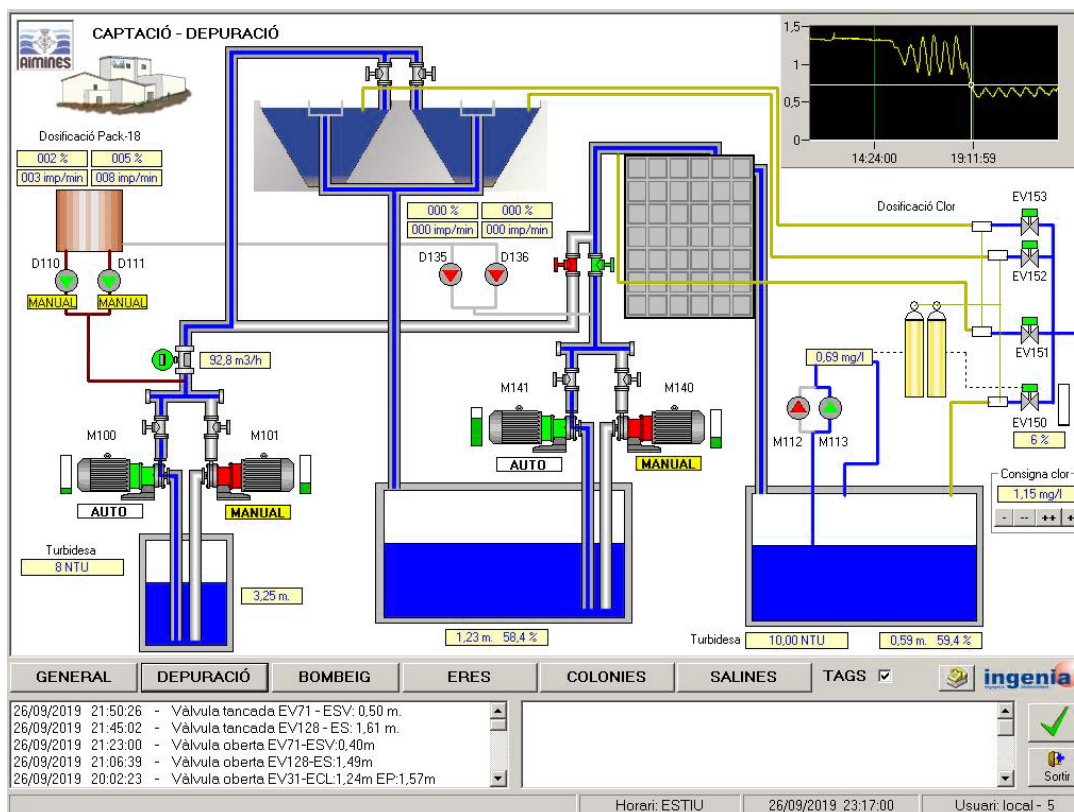 AIMINES
CAPTACIÓ - DEPURACIÓ
1,5
1
0,5
0
14:24:00 19:11:59
Dosificació Pack-18
002 % 005 %
003 imp/min 008 imp/min
D110 D111
MANUAL MANUAL
000 % 000 %
000 imp/min 000 imp/min
D135 D136
Dosificació Clor
EV153
EV152
EV151
EV150
6 %
92,8 m3/h
0,69 mg/l
M112 M113
M141 M140
AUTO MANUAL
M100 M101
AUTO MANUAL
Consigna clor
1,15 mg/l
- -- ++ +
Turbidesa
8 NTU
3,25 m.
1,23 m. 58,4 %
Turbidesa 10,00 NTU 0,59 m. 59,4 %
GENERAL DEPURACIÓ BOMBEIG ERES COLONIES SALINES TAGS ingenia
26/09/2019 21:50:26 - Vàlvula tancada EV71 - ESV: 0,50 m.
26/09/2019 21:45:02 - Vàlvula tancada EV128 - ES: 1,61 m.
26/09/2019 21:23:00 - Vàlvula oberta EV71-ESV:0,40m
26/09/2019 21:06:39 - Vàlvula oberta EV128-ES:1,49m
26/09/2019 20:02:23 - Vàlvula oberta EV31-ECL:1,24m EP:1,57m
Sortir
Horari: ESTIU 26/09/2019 23:17:00 Usuari: local - 5